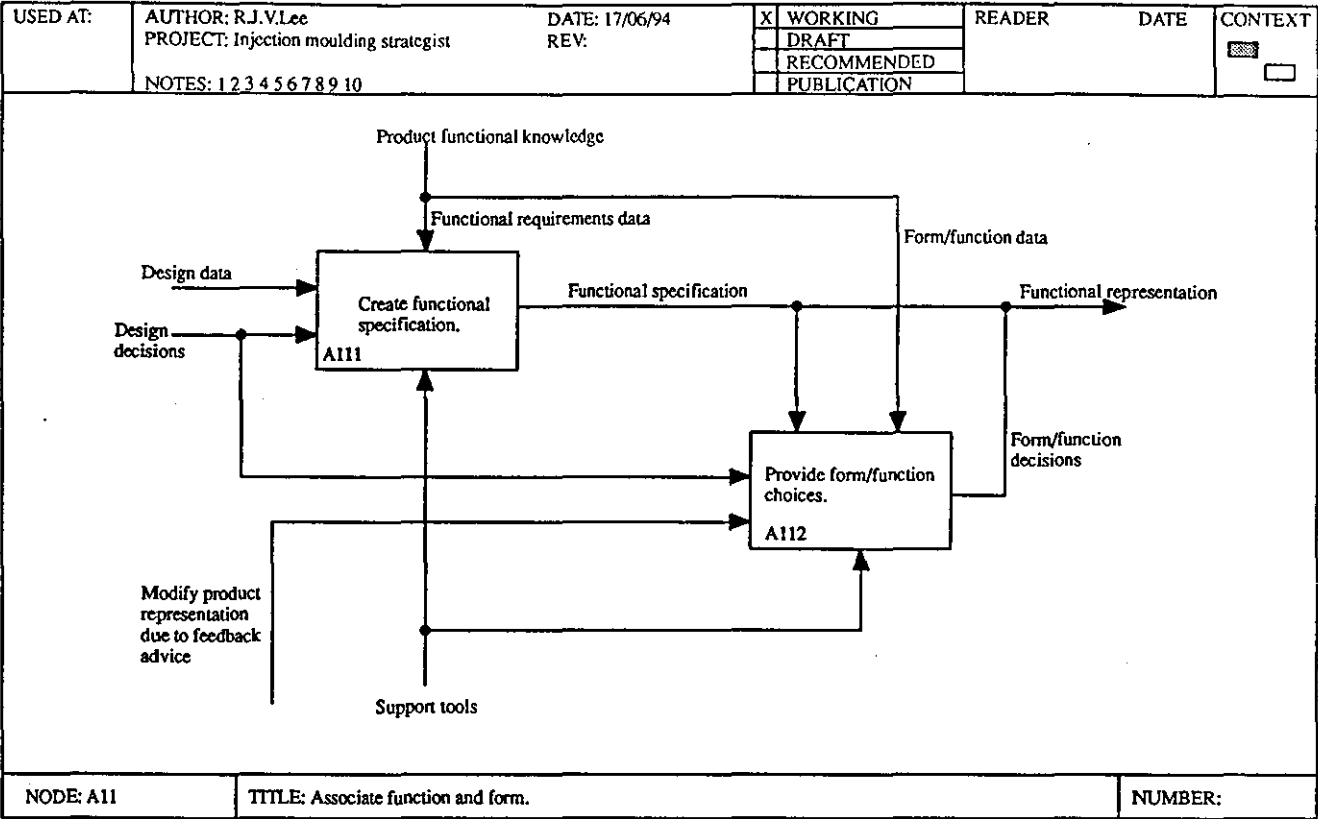 USED AT:
AUTHOR: R.J.V.Lee
DATE: 17/06/94
X WORKING
READER
DATE
CONTEXT
PROJECT: Injection moulding strategist
REV:
DRAFT
RECOMMENDED
NOTES: 1 2 3 4 5 6 7 8 9 10
PUBLICATION
Product functional knowledge
Functional requirements data
Form/function data
Design data
Functional specification
Functional representation
Create functional
specification.
A111
Design
decisions
Form/function
decisions
Provide form/function
choices.
A112
Modify product
representation
due to feedback
advice
Support tools
NODE: A11
TITLE: Associate function and form.
NUMBER: